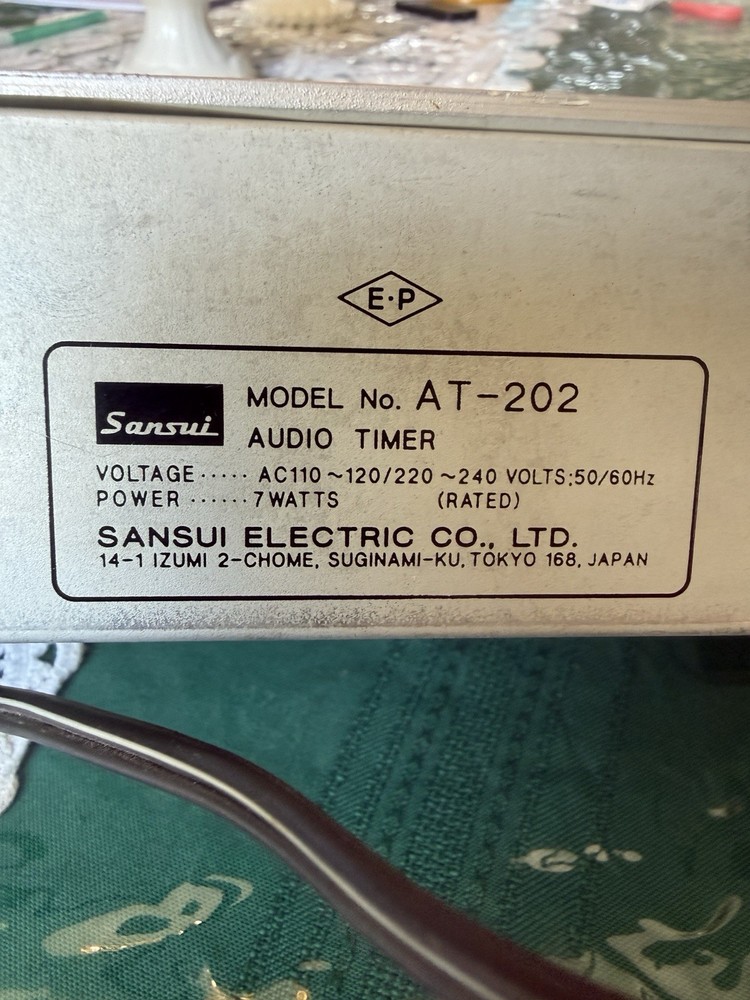 E·P
Sansui
MODEL No. AT-202
AUDIO TIMER
VOLTAGE ····· AC110 ~120/220 ~240 VOLTS;50/60Hz
POWER ······ 7WATTS (RATED)
SANSUI ELECTRIC CO., LTD.
14-1 IZUMI 2-CHOME, SUGINAMI-KU, TOKYO 168, JAPAN